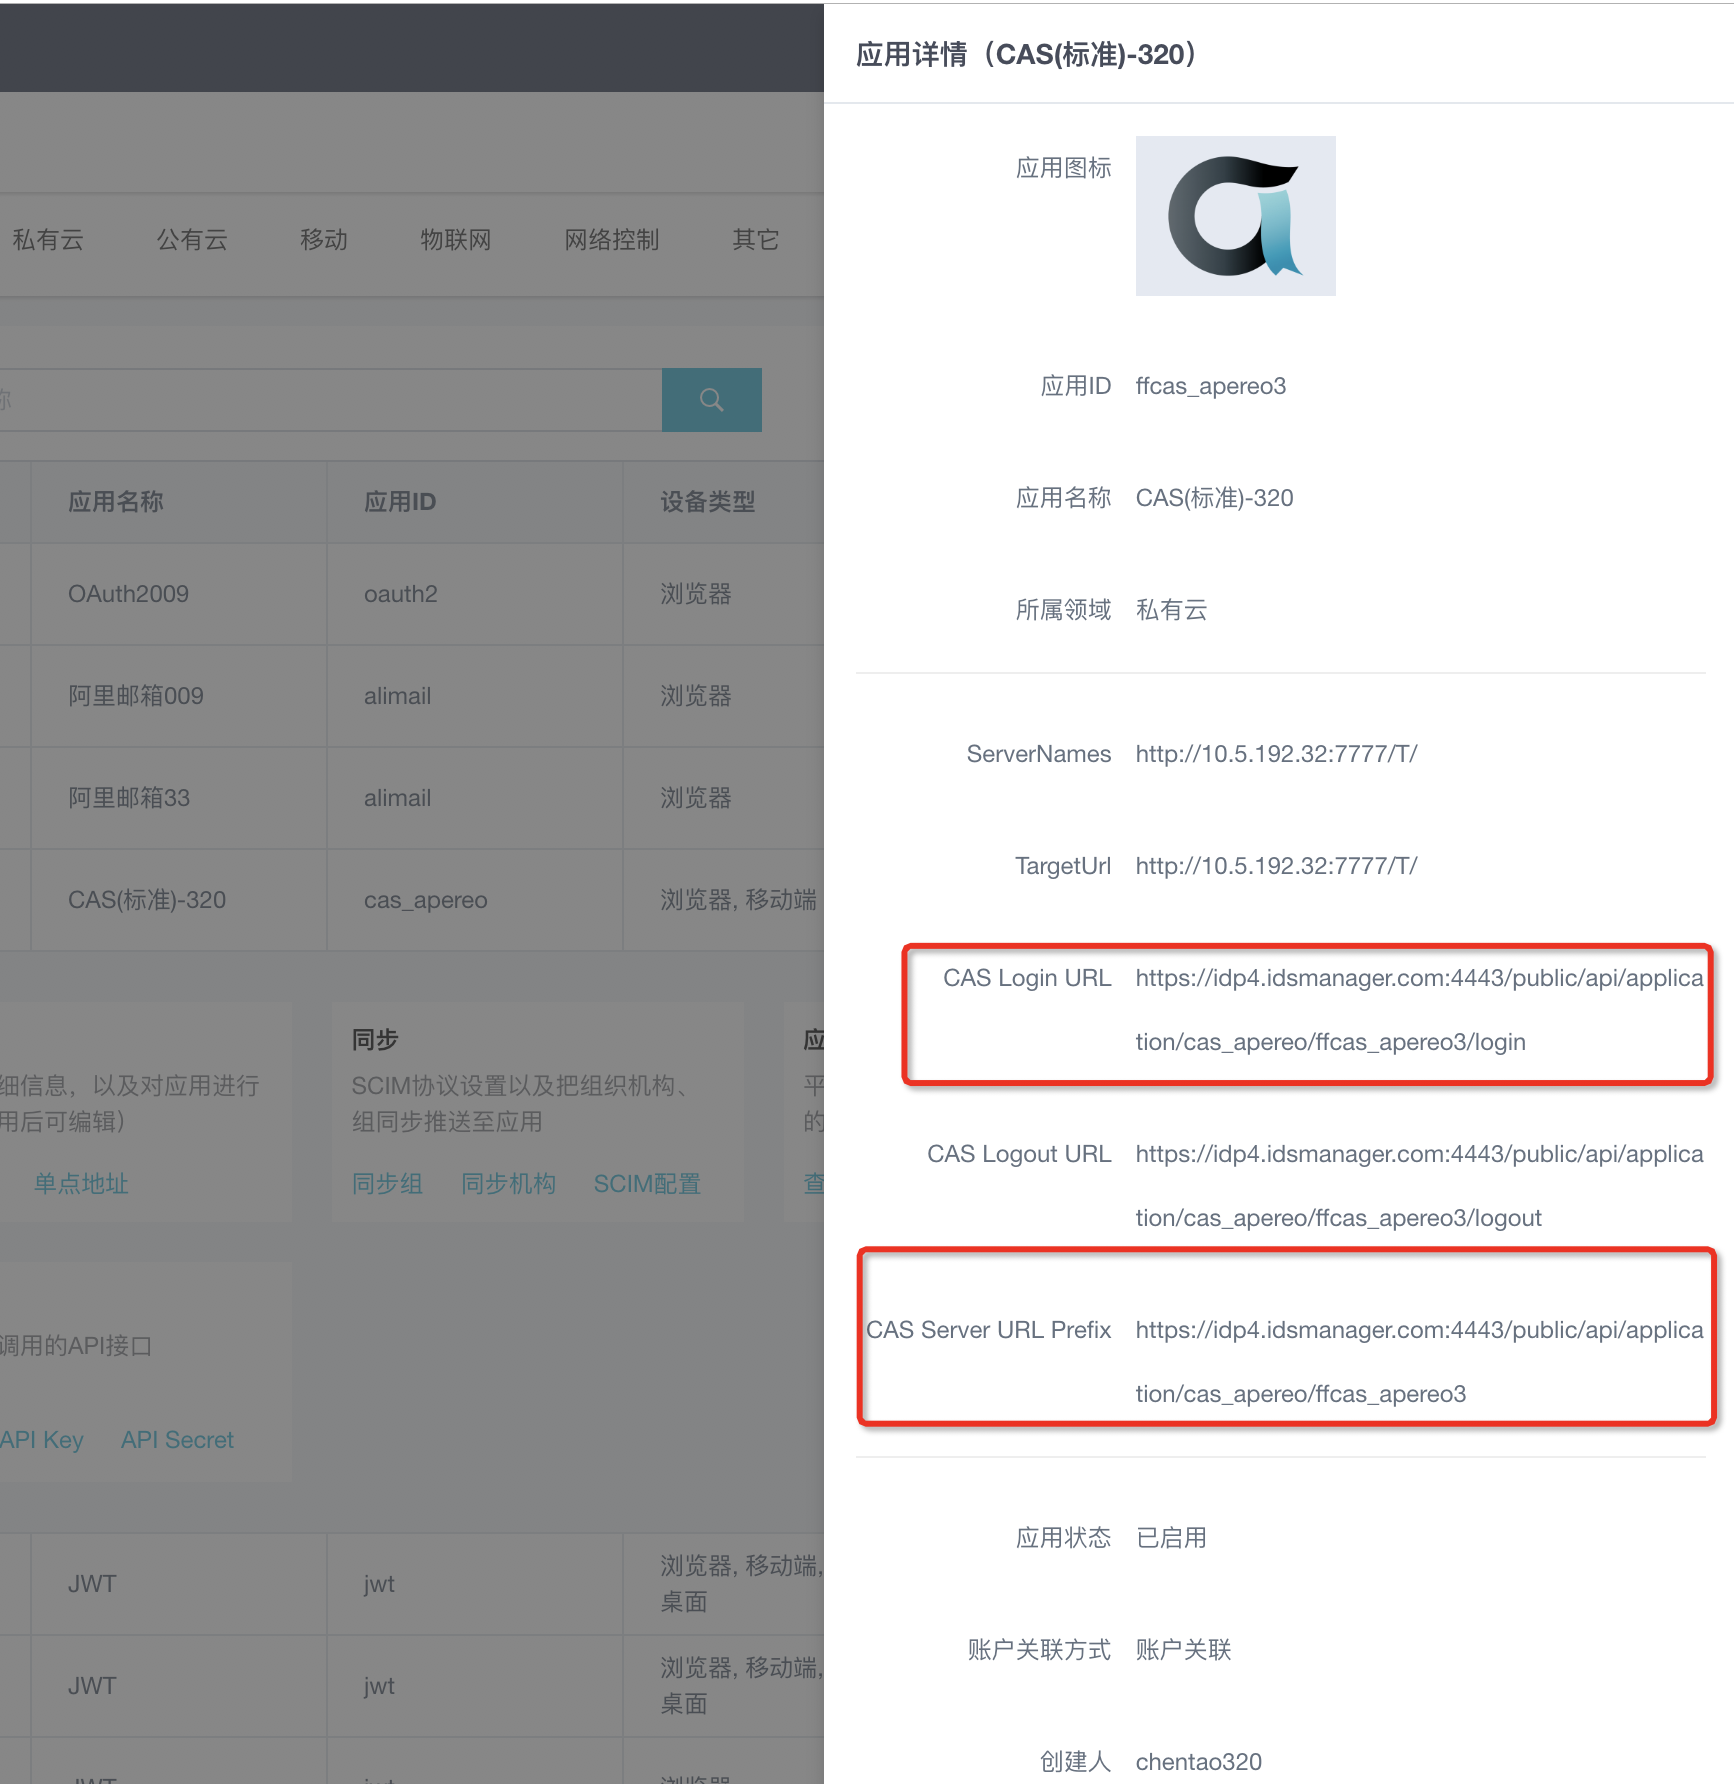 私有云 公有云 移动 物联网 网络控制 其它
称
应用名称 应用ID 设备类型
OAuth2009 oauth2 浏览器
阿里邮箱009 alimail 浏览器
阿里邮箱33 alimail 浏览器
CAS(标准)-320 cas_apereo 浏览器, 移动端
细信息，以及对应用进行
用后可编辑）
单点地址
同步
SCIM协议设置以及把组织机构、
组同步推送至应用
同步组 同步机构 SCIM配置
应
平
的
查
调用的API接口
API Key API Secret
JWT jwt 浏览器, 移动端,
桌面
JWT jwt 浏览器, 移动端,
桌面
应用详情（CAS(标准)-320）
应用图标
应用ID ffcas_apereo3
应用名称 CAS(标准)-320
所属领域 私有云
ServerNames http://10.5.192.32:7777/T/
TargetUrl http://10.5.192.32:7777/T/
CAS Login URL https://idp4.idsmanager.com:4443/public/api/applica
tion/cas_apereo/ffcas_apereo3/login
CAS Logout URL https://idp4.idsmanager.com:4443/public/api/applica
tion/cas_apereo/ffcas_apereo3/logout
CAS Server URL Prefix https://idp4.idsmanager.com:4443/public/api/applica
tion/cas_apereo/ffcas_apereo3
应用状态 已启用
账户关联方式 账户关联
创建人 chentao320